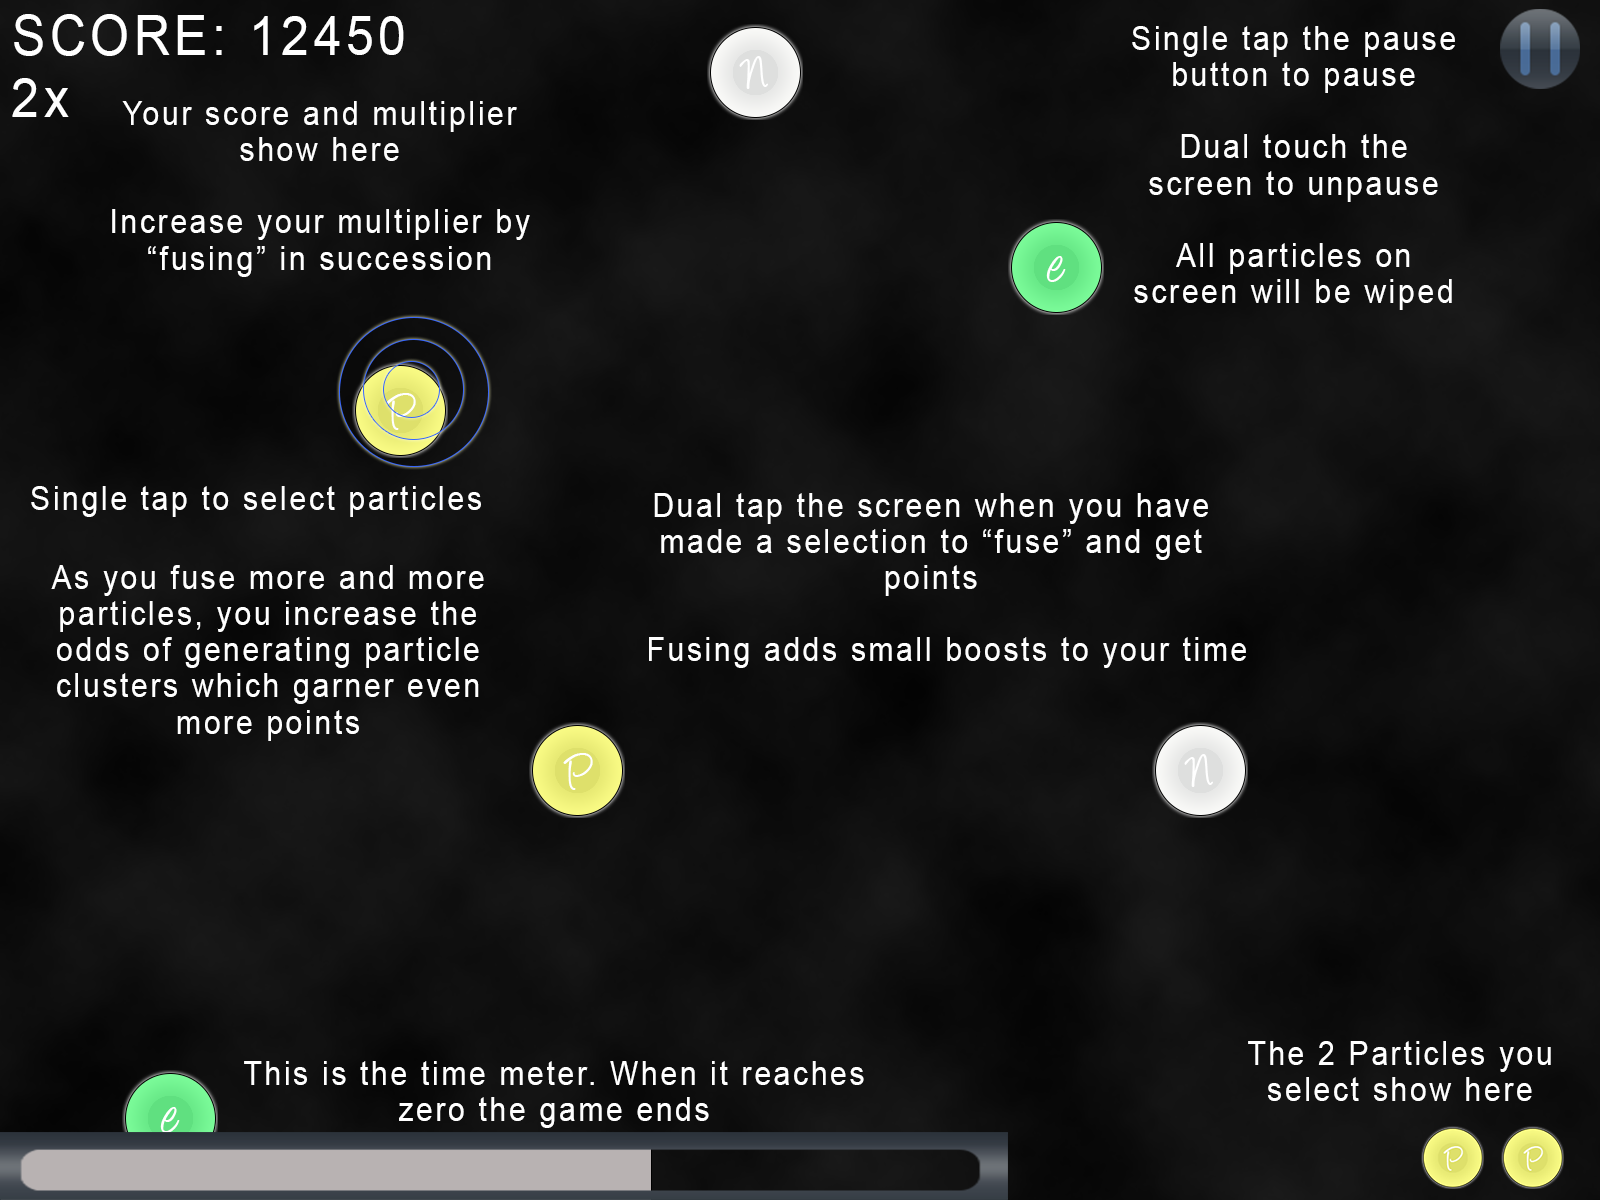 SCORE: 12450
2x
Your score and multiplier
show here
Increase your multiplier by
“fusing” in succession
n
Single tap the pause
button to pause
Dual touch the
screen to unpause
All particles on
screen will be wiped
e
P
Single tap to select particles
As you fuse more and more
particles, you increase the
odds of generating particle
clusters which garner even
more points
Dual tap the screen when you have
made a selection to “fuse” and get
points
Fusing adds small boosts to your time
P
n
e
This is the time meter. When it reaches
zero the game ends
The 2 Particles you
select show here
P P